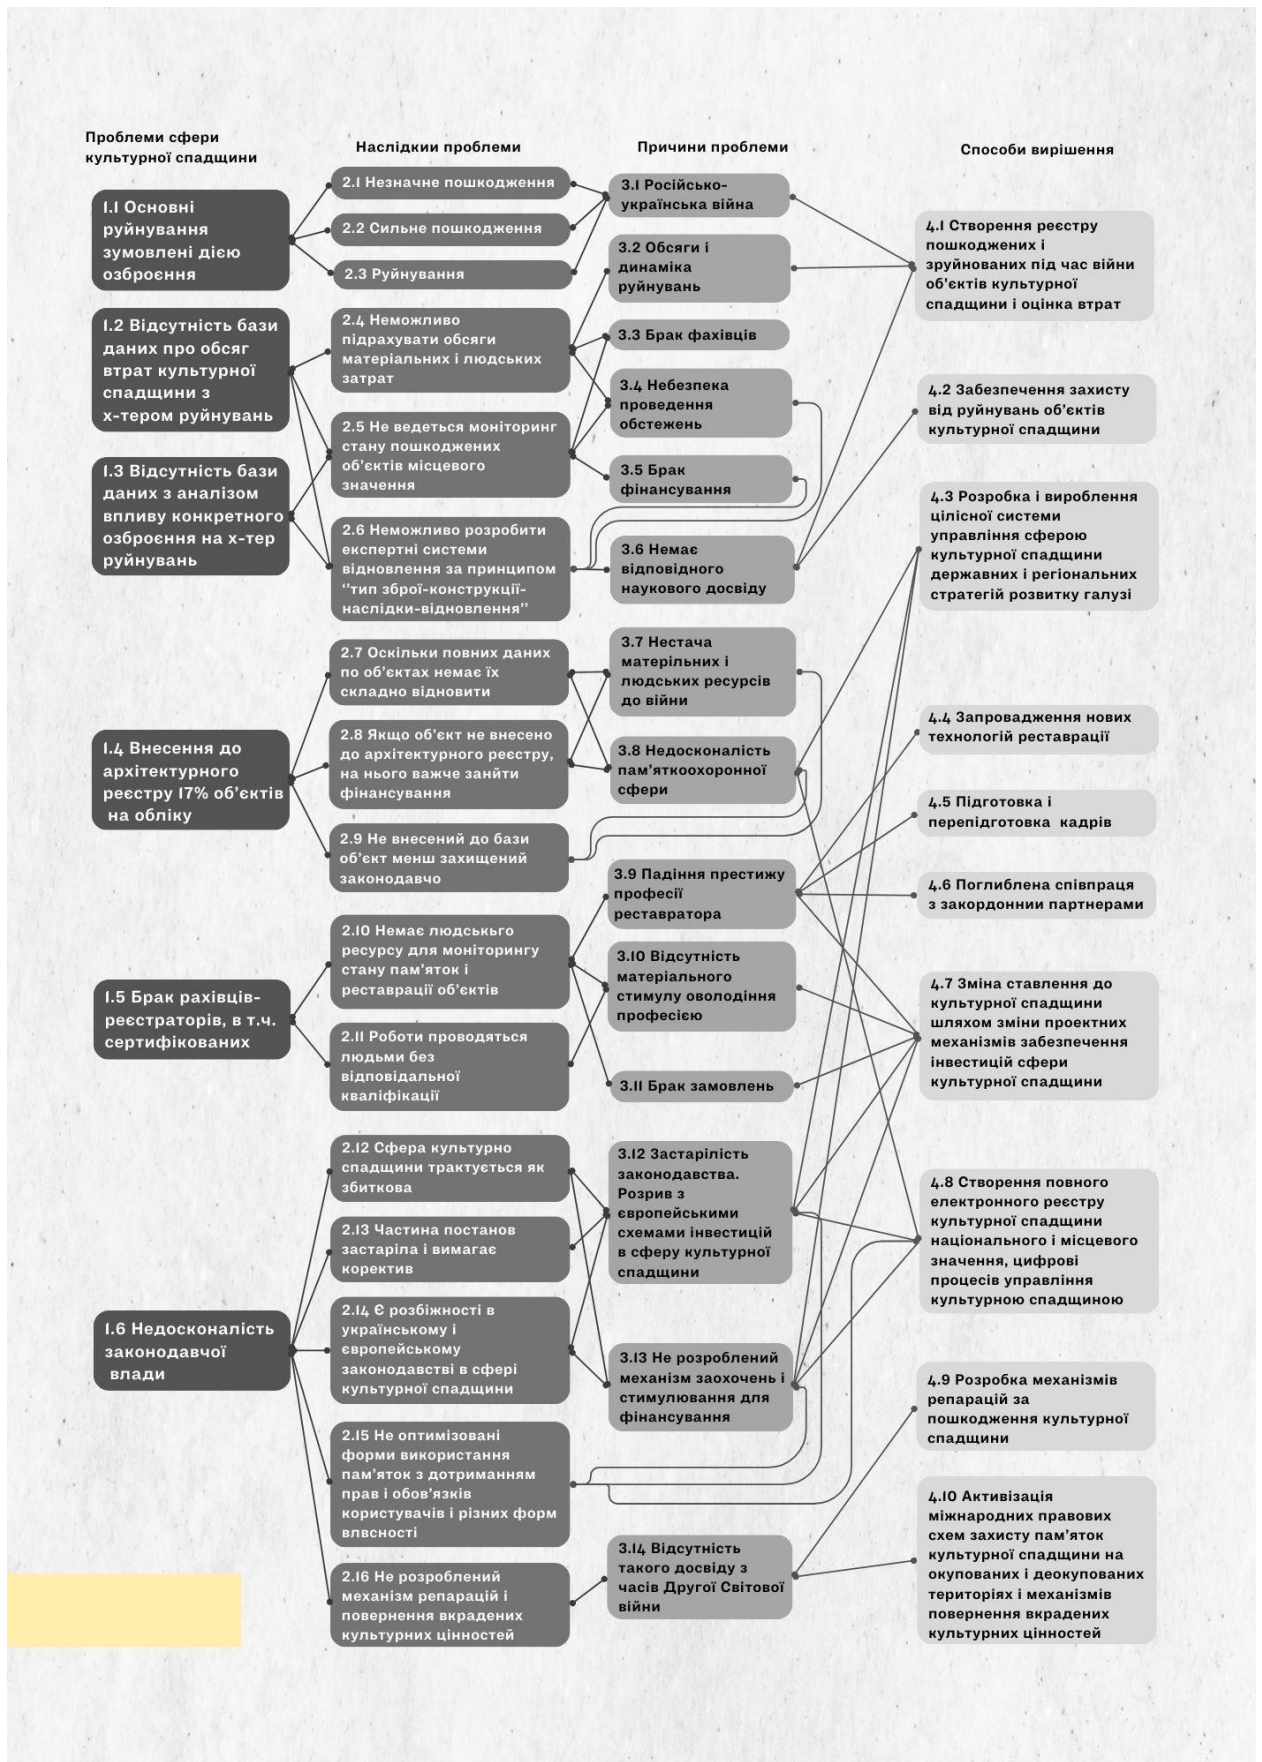 Проблеми сфери
культурної спадщини
1.1 Основні
руйнування
зумовлені дією
озброєння
1.2 Відсутність бази
даних про обсяг
втрат культурної
спадщини з
х-тером руйнувань
1.3 Відсутність бази
даних з аналізом
впливу конкретного
озброєння на х-тер
руйнувань
1.4 Внесення до
архітектурного
реєстру 17% об'єктів
на обліку
1.5 Брак рахівців-
реєстраторів, в т.ч.
сертифікованих
1.6 Недосконалість
законодавчої
влади
Наслідкии проблеми
2.1 Незначне пошкодження
2.2 Сильне пошкодження
2.3 Руйнування
2.4 Неможливо
підрахувати обсяги
матеріальних і людських
затрат
2.5 Не ведеться моніторинг
стану пошкоджених
об'єктів місцевого
значення
2.6 Неможливо розробити
експертні системи
відновлення за принципом
"тип зброї-конструкції-
наслідки-відновлення"
2.7 Оскільки повних даних
по об'єктах немає їх
складно відновити
2.8 Якщо об'єкт не внесено
до архітектурного реєстру,
на нього важче занйти
фінансування
2.9 Не внесений до бази
об'єкт менш захищений
законодавчо
2.10 Немає людськьго
ресурсу для моніторингу
стану пам'яток і
реставрації об'єктів
2.11 Роботи проводяться
людьми без
відповідальної
кваліфікації
2.12 Сфера культурно
спадщини трактується як
збиткова
2.13 Частина постанов
застаріла і вимагає
коректив
2.14 Є розбіжності в
українському і
європейському
законодавстві в сфері
культурної спадщини
2.15 Не оптимізовані
форми використання
пам'яток з дотриманням
прав і обов'язків
користувачів і різних форм
влвсності
2.16 Не розроблений
механізм репарацій і
повернення вкрадених
культурних цінностей
Причини проблеми
3.1 Російсько-
українська війна
3.2 Обсяги і
динаміка
руйнувань
3.3 Брак фахівців
3.4 Небезпека
проведення
обстежень
3.5 Брак
фінансування
3.6 Немає
відповідного
наукового досвіду
3.7 Нестача
матерільних і
людських ресурсів
до війни
3.8 Недосконалість
пам'яткоохоронної
сфери
3.9 Падіння престижу
професії
реставратора
3.10 Відсутність
матеріального
стимулу оволодіння
професією
3.11 Брак замовлень
3.12 Застарілість
законодавства.
Розрив з
європейськими
схемами інвестицій
в сферу культурної
спадщини
3.13 Не розроблений
механізм заохочень і
стимулювання для
фінансування
3.14 Відсутність
такого досвіду з
часів Другої Світової
війни
Способи вирішення
4.1 Створення реєстру
пошкоджених і
зруйнованих під час війни
об'єктів культурної
спадщини і оцінка втрат
4.2 Забезпечення захисту
від руйнувань об'єктів
культурної спадщини
4.3 Розробка і вироблення
цілісної системи
управління сферою
культурної спадщини
державних і регіональних
стратегій розвитку галузі
4.4 Запровадження нових
технологій реставрації
4.5 Підготовка і
перепідготовка кадрів
4.6 Поглиблена співпраця
з закордоннии партнерами
4.7 Зміна ставлення до
культурної спадщини
шляхом зміни проектних
механізмів забезпечення
інвестицій сфери
культурної спадщини
4.8 Створення повного
електронного реєстру
культурної спадщини
національного і місцевого
значення, цифрові
процесів управління
культурною спадщиною
4.9 Розробка механізмів
репарацій за
пошкодження культурної
спадщини
4.10 Активізація
міжнародних правових
схем захисту пам'яток
культурної спадщини на
окупованих і деокупованих
територіях і механізмів
повернення вкрадених
культурних цінностей